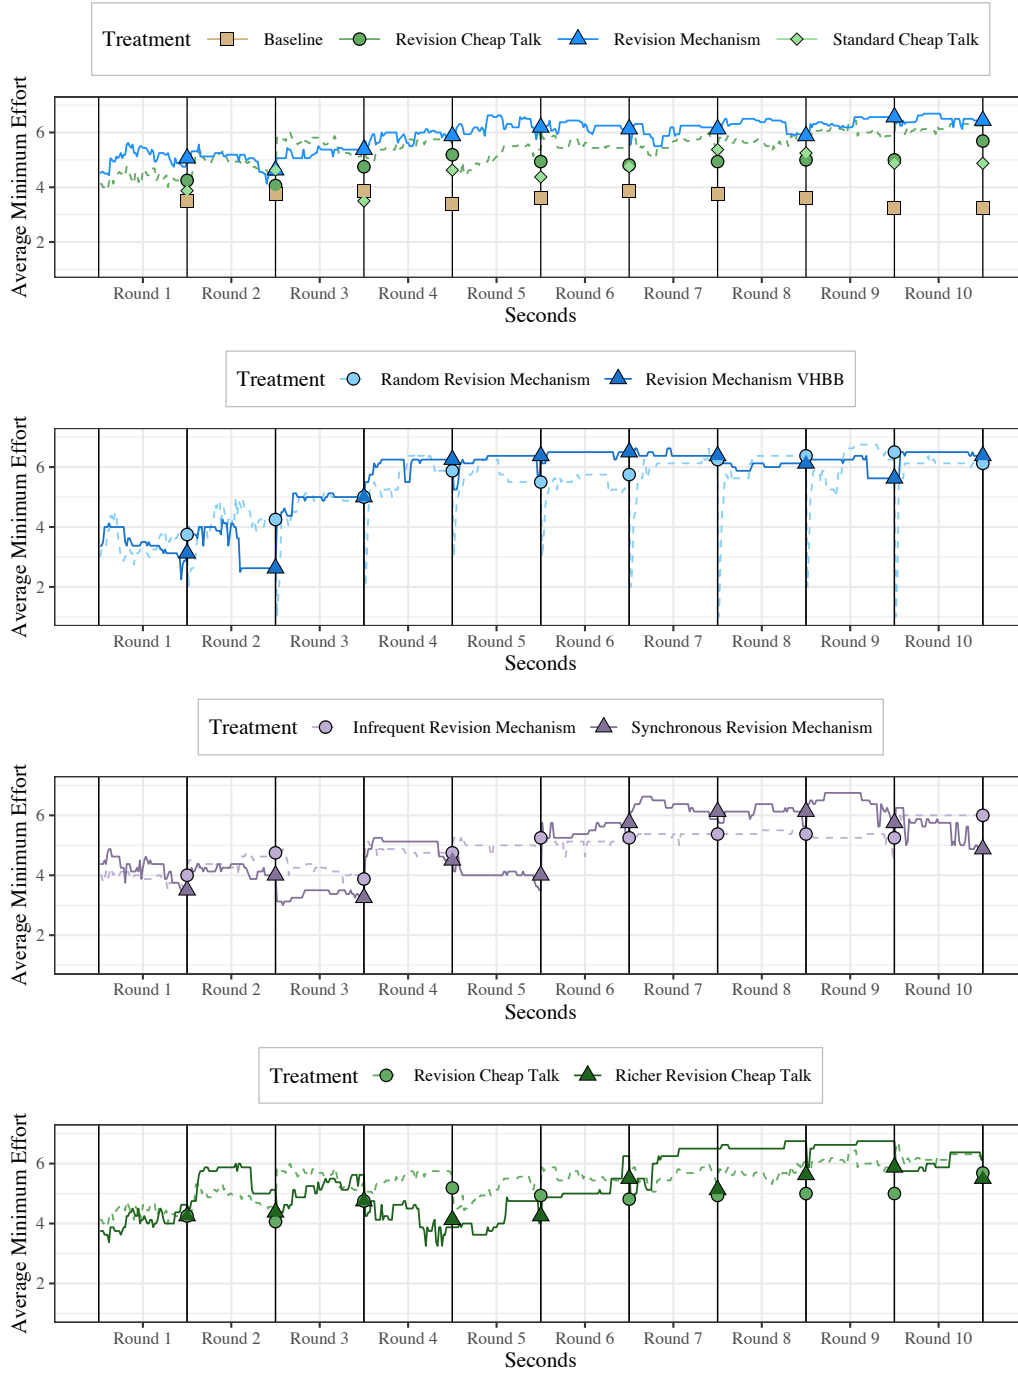 Treatment Baseline Revision Cheap Talk Revision Mechanism Standard Cheap Talk
Average Minimum Effort
6
4
2
Round 1 Round 2 Round 3 Round 4 Round 5 Round 6 Round 7 Round 8 Round 9 Round 10
Seconds
Treatment Random Revision Mechanism Revision Mechanism VHBB
Average Minimum Effort
6
4
2
Round 1 Round 2 Round 3 Round 4 Round 5 Round 6 Round 7 Round 8 Round 9 Round 10
Seconds
Treatment Infrequent Revision Mechanism Synchronous Revision Mechanism
Average Minimum Effort
6
4
2
Round 1 Round 2 Round 3 Round 4 Round 5 Round 6 Round 7 Round 8 Round 9 Round 10
Seconds
Treatment Revision Cheap Talk Richer Revision Cheap Talk
Average Minimum Effort
6
4
2
Round 1 Round 2 Round 3 Round 4 Round 5 Round 6 Round 7 Round 8 Round 9 Round 10
Seconds